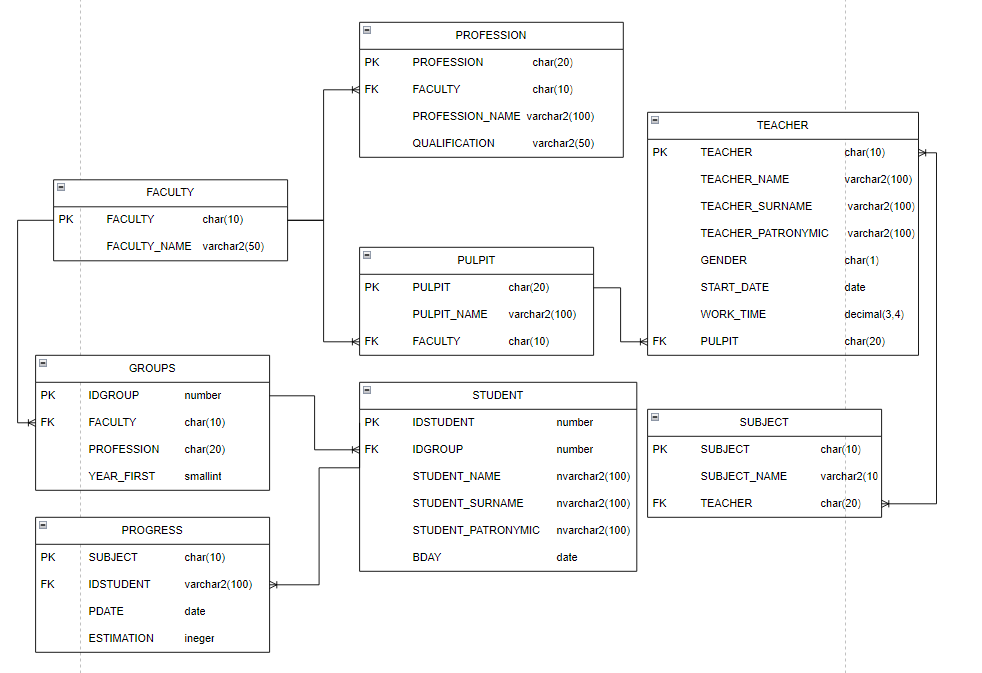 PROFESSION
PK PROFESSION char(20)
FK FACULTY char(10)
PROFESSION_NAME varchar2(100)
QUALIFICATION varchar2(50)
TEACHER
PK TEACHER char(10)
TEACHER_NAME varchar2(100)
TEACHER_SURNAME varchar2(100)
TEACHER_PATRONYMIC varchar2(100)
GENDER char(1)
START_DATE date
WORK_TIME decimal(3,4)
FK PULPIT char(20)
FACULTY
PK FACULTY char(10)
FACULTY_NAME varchar2(50)
PULPIT
PK PULPIT char(20)
PULPIT_NAME varchar2(100)
FK FACULTY char(10)
GROUPS
PK IDGROUP number
FK FACULTY char(10)
PROFESSION char(20)
YEAR_FIRST smallint
STUDENT
PK IDSTUDENT number
FK IDGROUP number
STUDENT_NAME nvarchar2(100)
STUDENT_SURNAME nvarchar2(100)
STUDENT_PATRONYMIC nvarchar2(100)
BDAY date
SUBJECT
PK SUBJECT char(10)
SUBJECT_NAME varchar2(10
FK TEACHER char(20)
PROGRESS
PK SUBJECT char(10)
FK IDSTUDENT varchar2(100)
PDATE date
ESTIMATION ineger